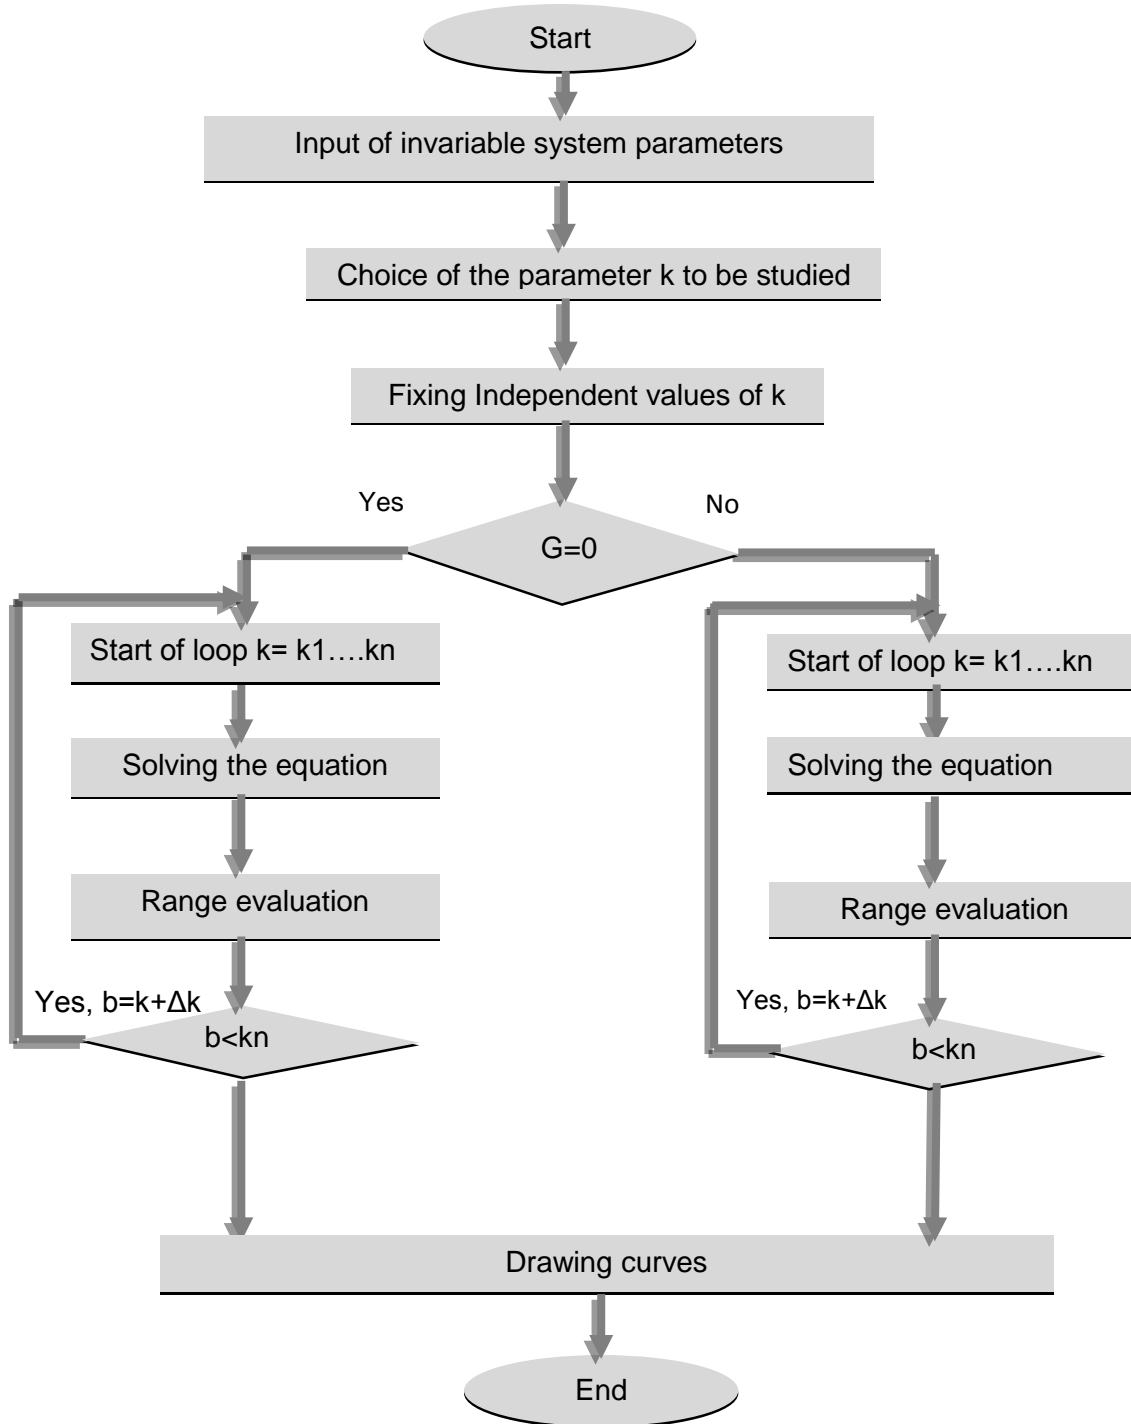 Start
Input of invariable system parameters
Choice of the parameter k to be studied
Fixing Independent values of k
Yes
No
G=0
Start of loop k= k1....kn
Solving the equation
Range evaluation
Yes, b=k+Δk
b<kn
Start of loop k= k1....kn
Solving the equation
Range evaluation
Yes, b=k+Δk
b<kn
Drawing curves
End